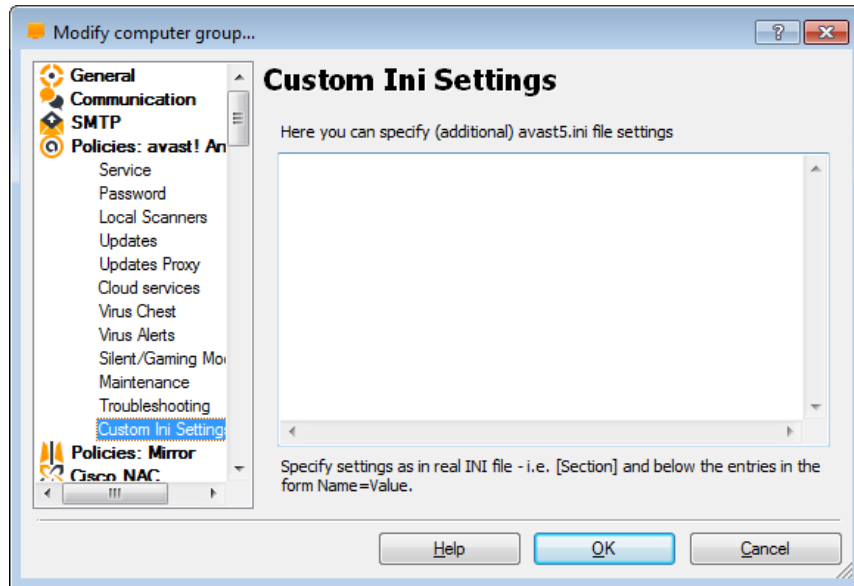 Modify computer group...
General
Communication
SMTP
Policies: avast! An
Service
Password
Local Scanners
Updates
Updates Proxy
Cloud services
Virus Chest
Virus Alerts
Silent/Gaming Mo
Maintenance
Troubleshooting
Custom Ini Setting
Policies: Mirror
Cisco NAC
Custom Ini Settings
Here you can specify (additional) avast5.ini file settings
Specify settings as in real INI file - i.e. [Section] and below the entries in the
form Name=Value.
Help
OK
Cancel